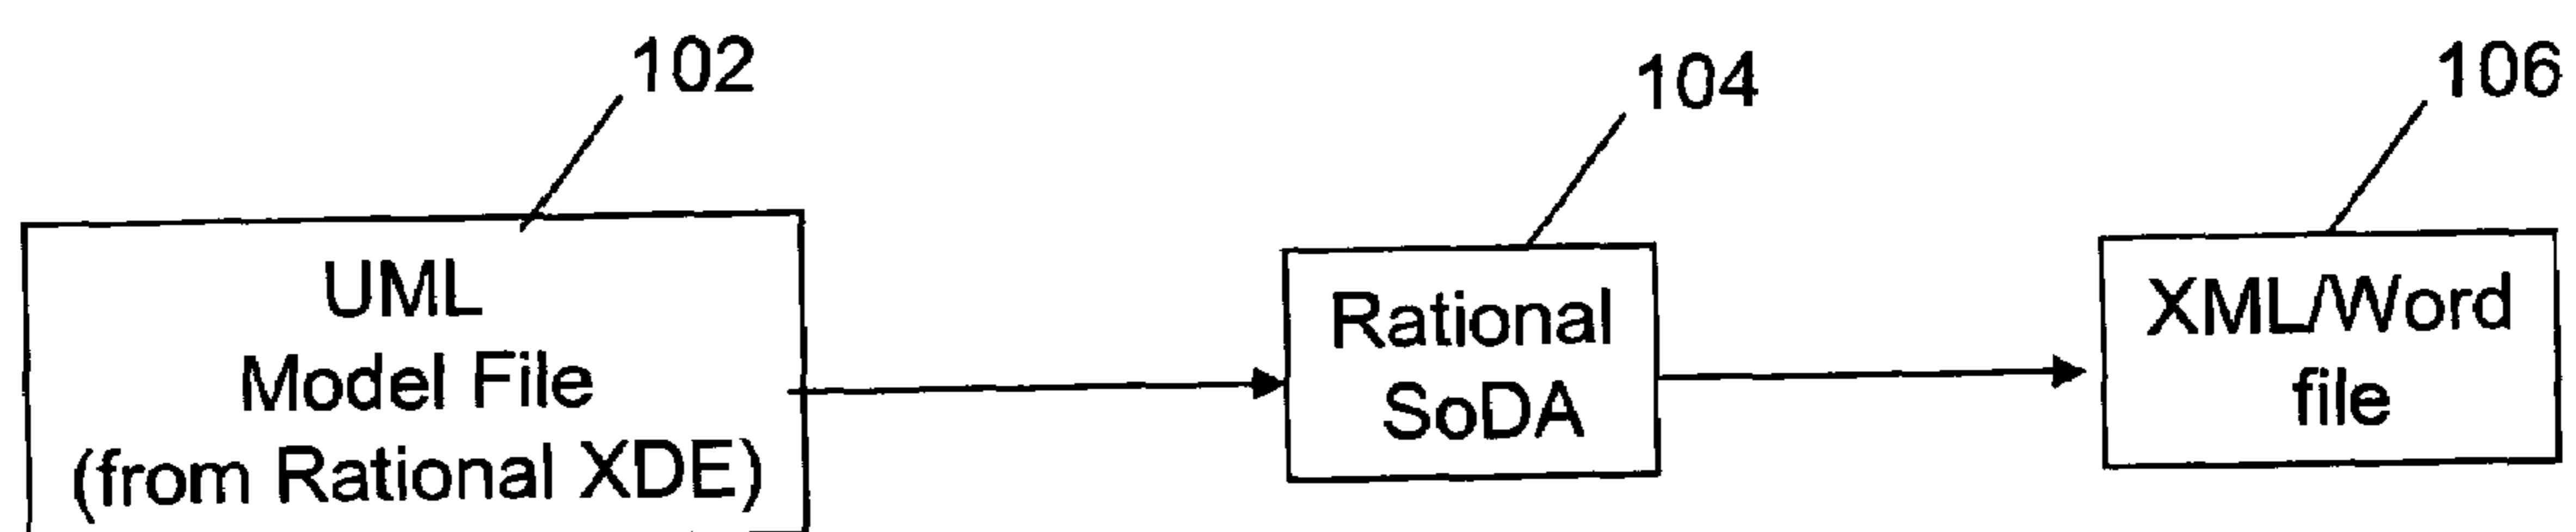 102
104
106
UML
Model File
(from Rational XDE)
Rational
SoDA
XML/Word
file